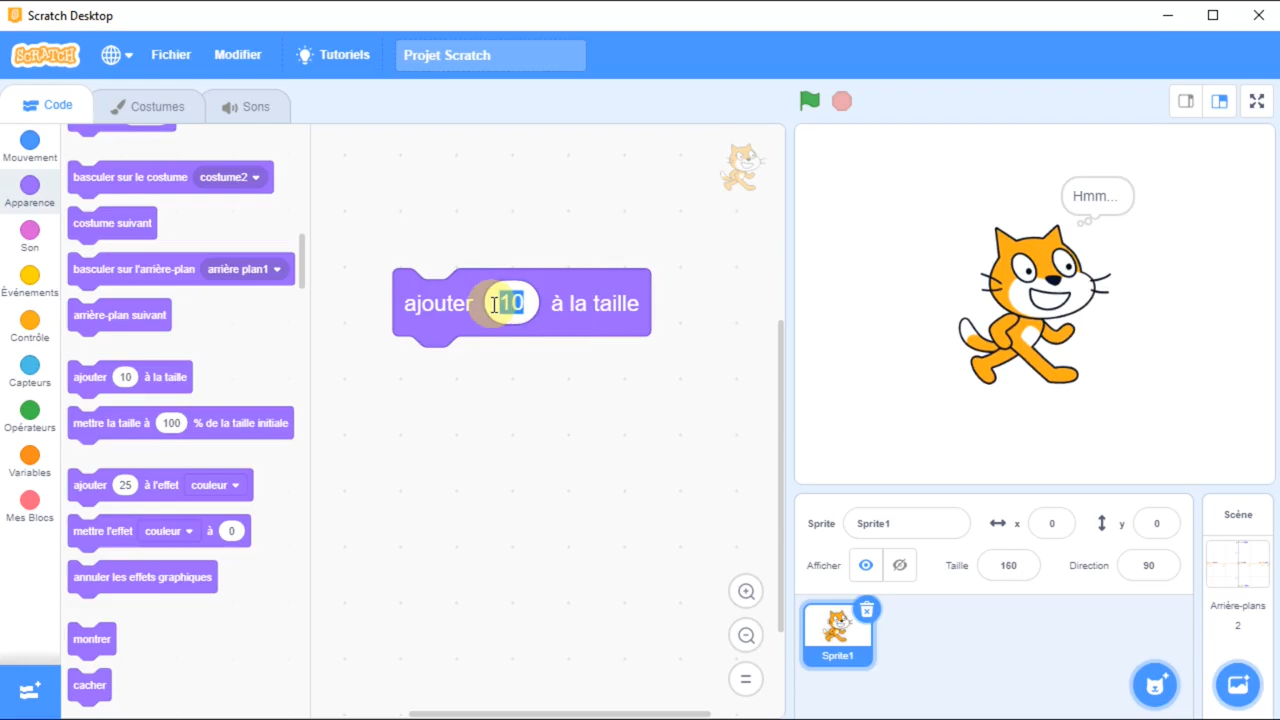 Scratch Desktop
SCRATCH
Fichier
Modifier
Tutoriels
Projet Scratch
Code
Costumes
Sons
Mouvement
Apparence
Son
Événements
Contrôle
Capteurs
Opérateurs
Variables
Mes Blocs
basculer sur le costume costume2
costume suivant
basculer sur l'arrière-plan arrière plan1
arrière-plan suivant
ajouter 10 à la taille
mettre la taille à 100 % de la taille initiale
ajouter 25 à l'effet couleur
mettre l'effet couleur à 0
annuler les effets graphiques
montrer
cacher
ajouter 10 à la taille
Hmm...
Sprite Sprite1 x 0 y 0
Afficher Taille 160 Direction 90
Sprite1
Scène
Arrière-plans
2